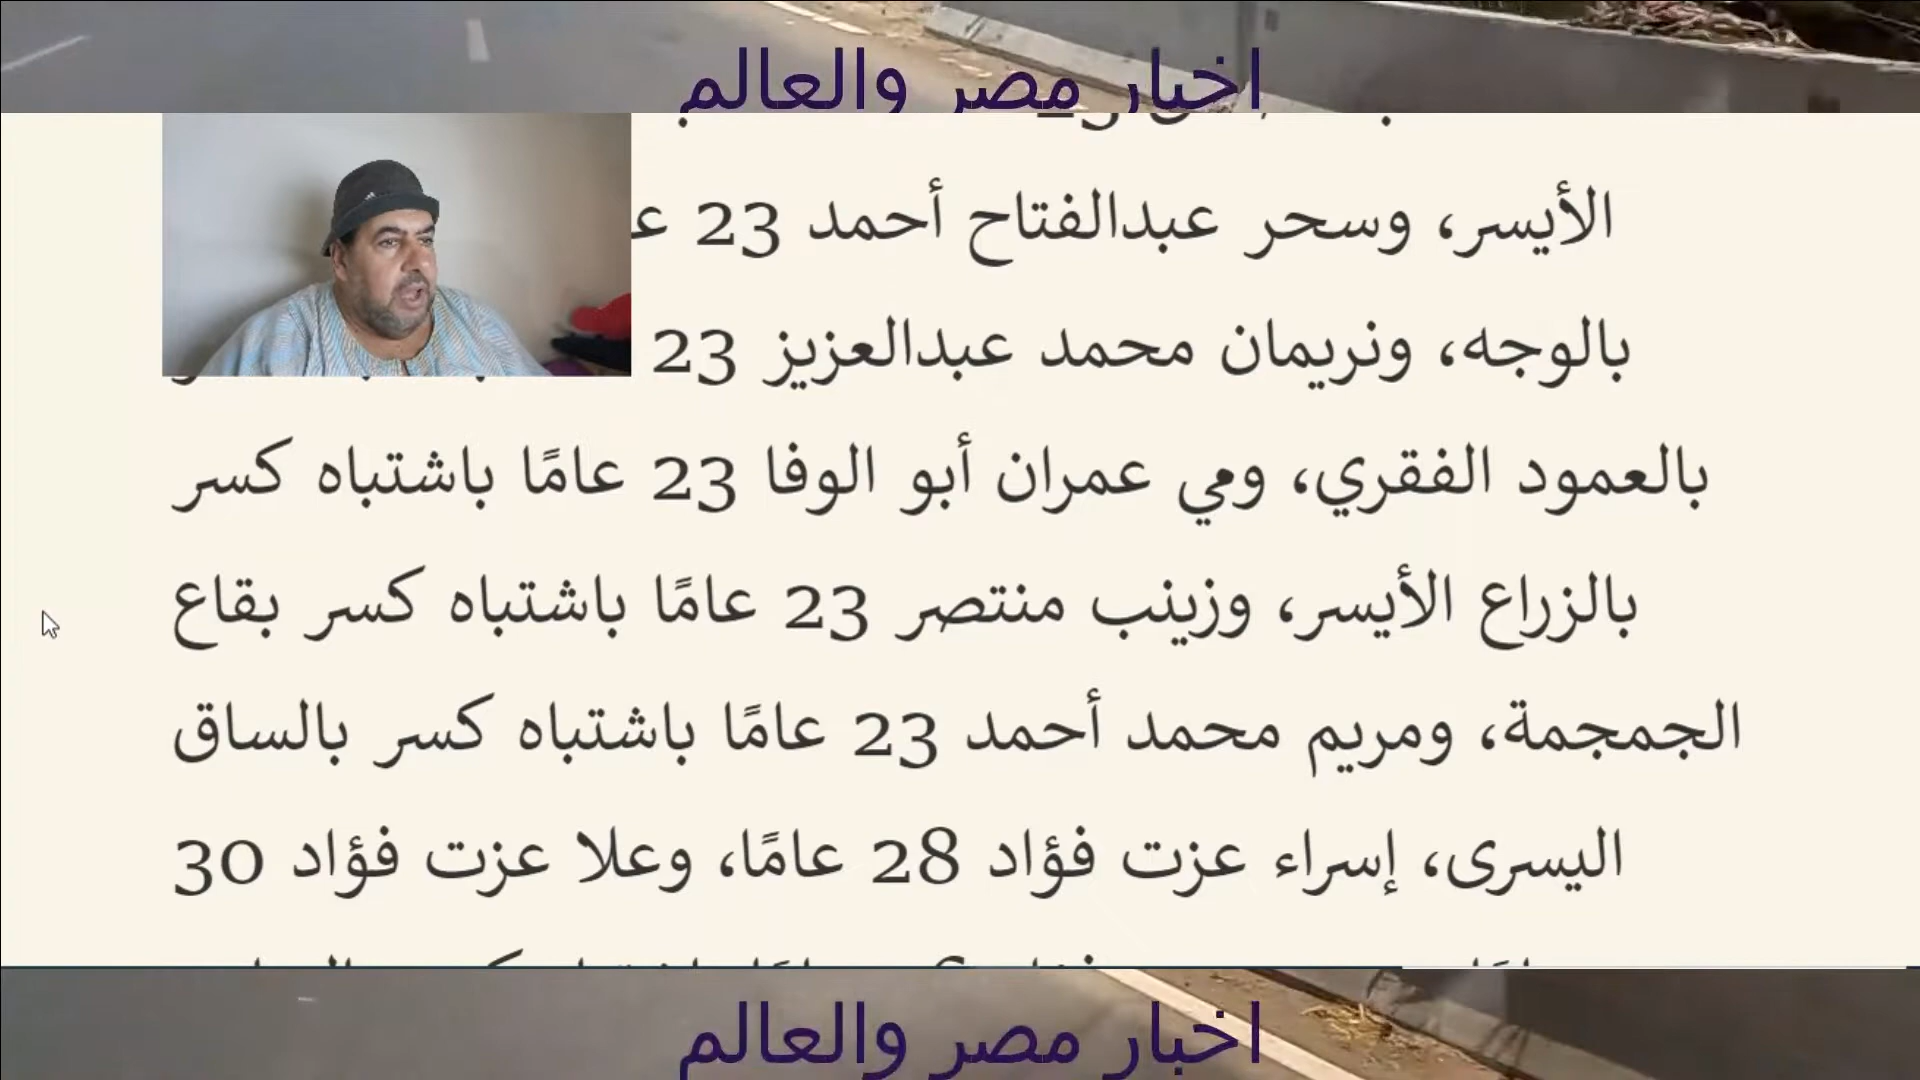 اخبار مصر والعالم
الأيسر، وسحر عبدالفتاح أحمد 23
بالوجه، ونريمان محمد عبدالعزيز 23
بالعمود الفقري، ومي عمران أبو الوفا 23 عامًا باشتباه كسر
بالزراع الأيسر، وزينب منتصر 23 عامًا باشتباه كسر بقاع
الجمجمة، ومريم محمد أحمد 23 عامًا باشتباه كسر بالساق
اليسرى، إسراء عزت فؤاد 28 عامًا، وعلا عزت فؤاد 30
اخبار مصر والعالم